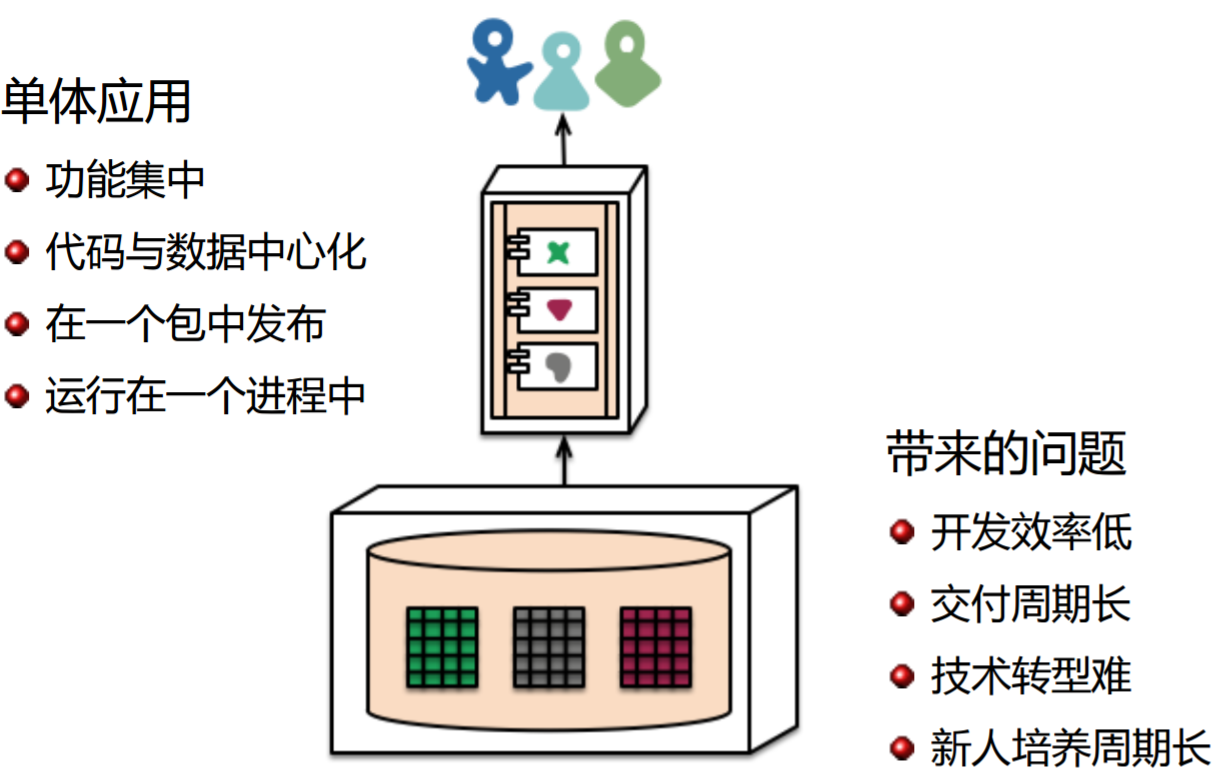 单体应用
功能集中
代码与数据中心化
在一个包中发布
运行在一个进程中
带来的问题
开发效率低
交付周期长
技术转型难
新人培养周期长